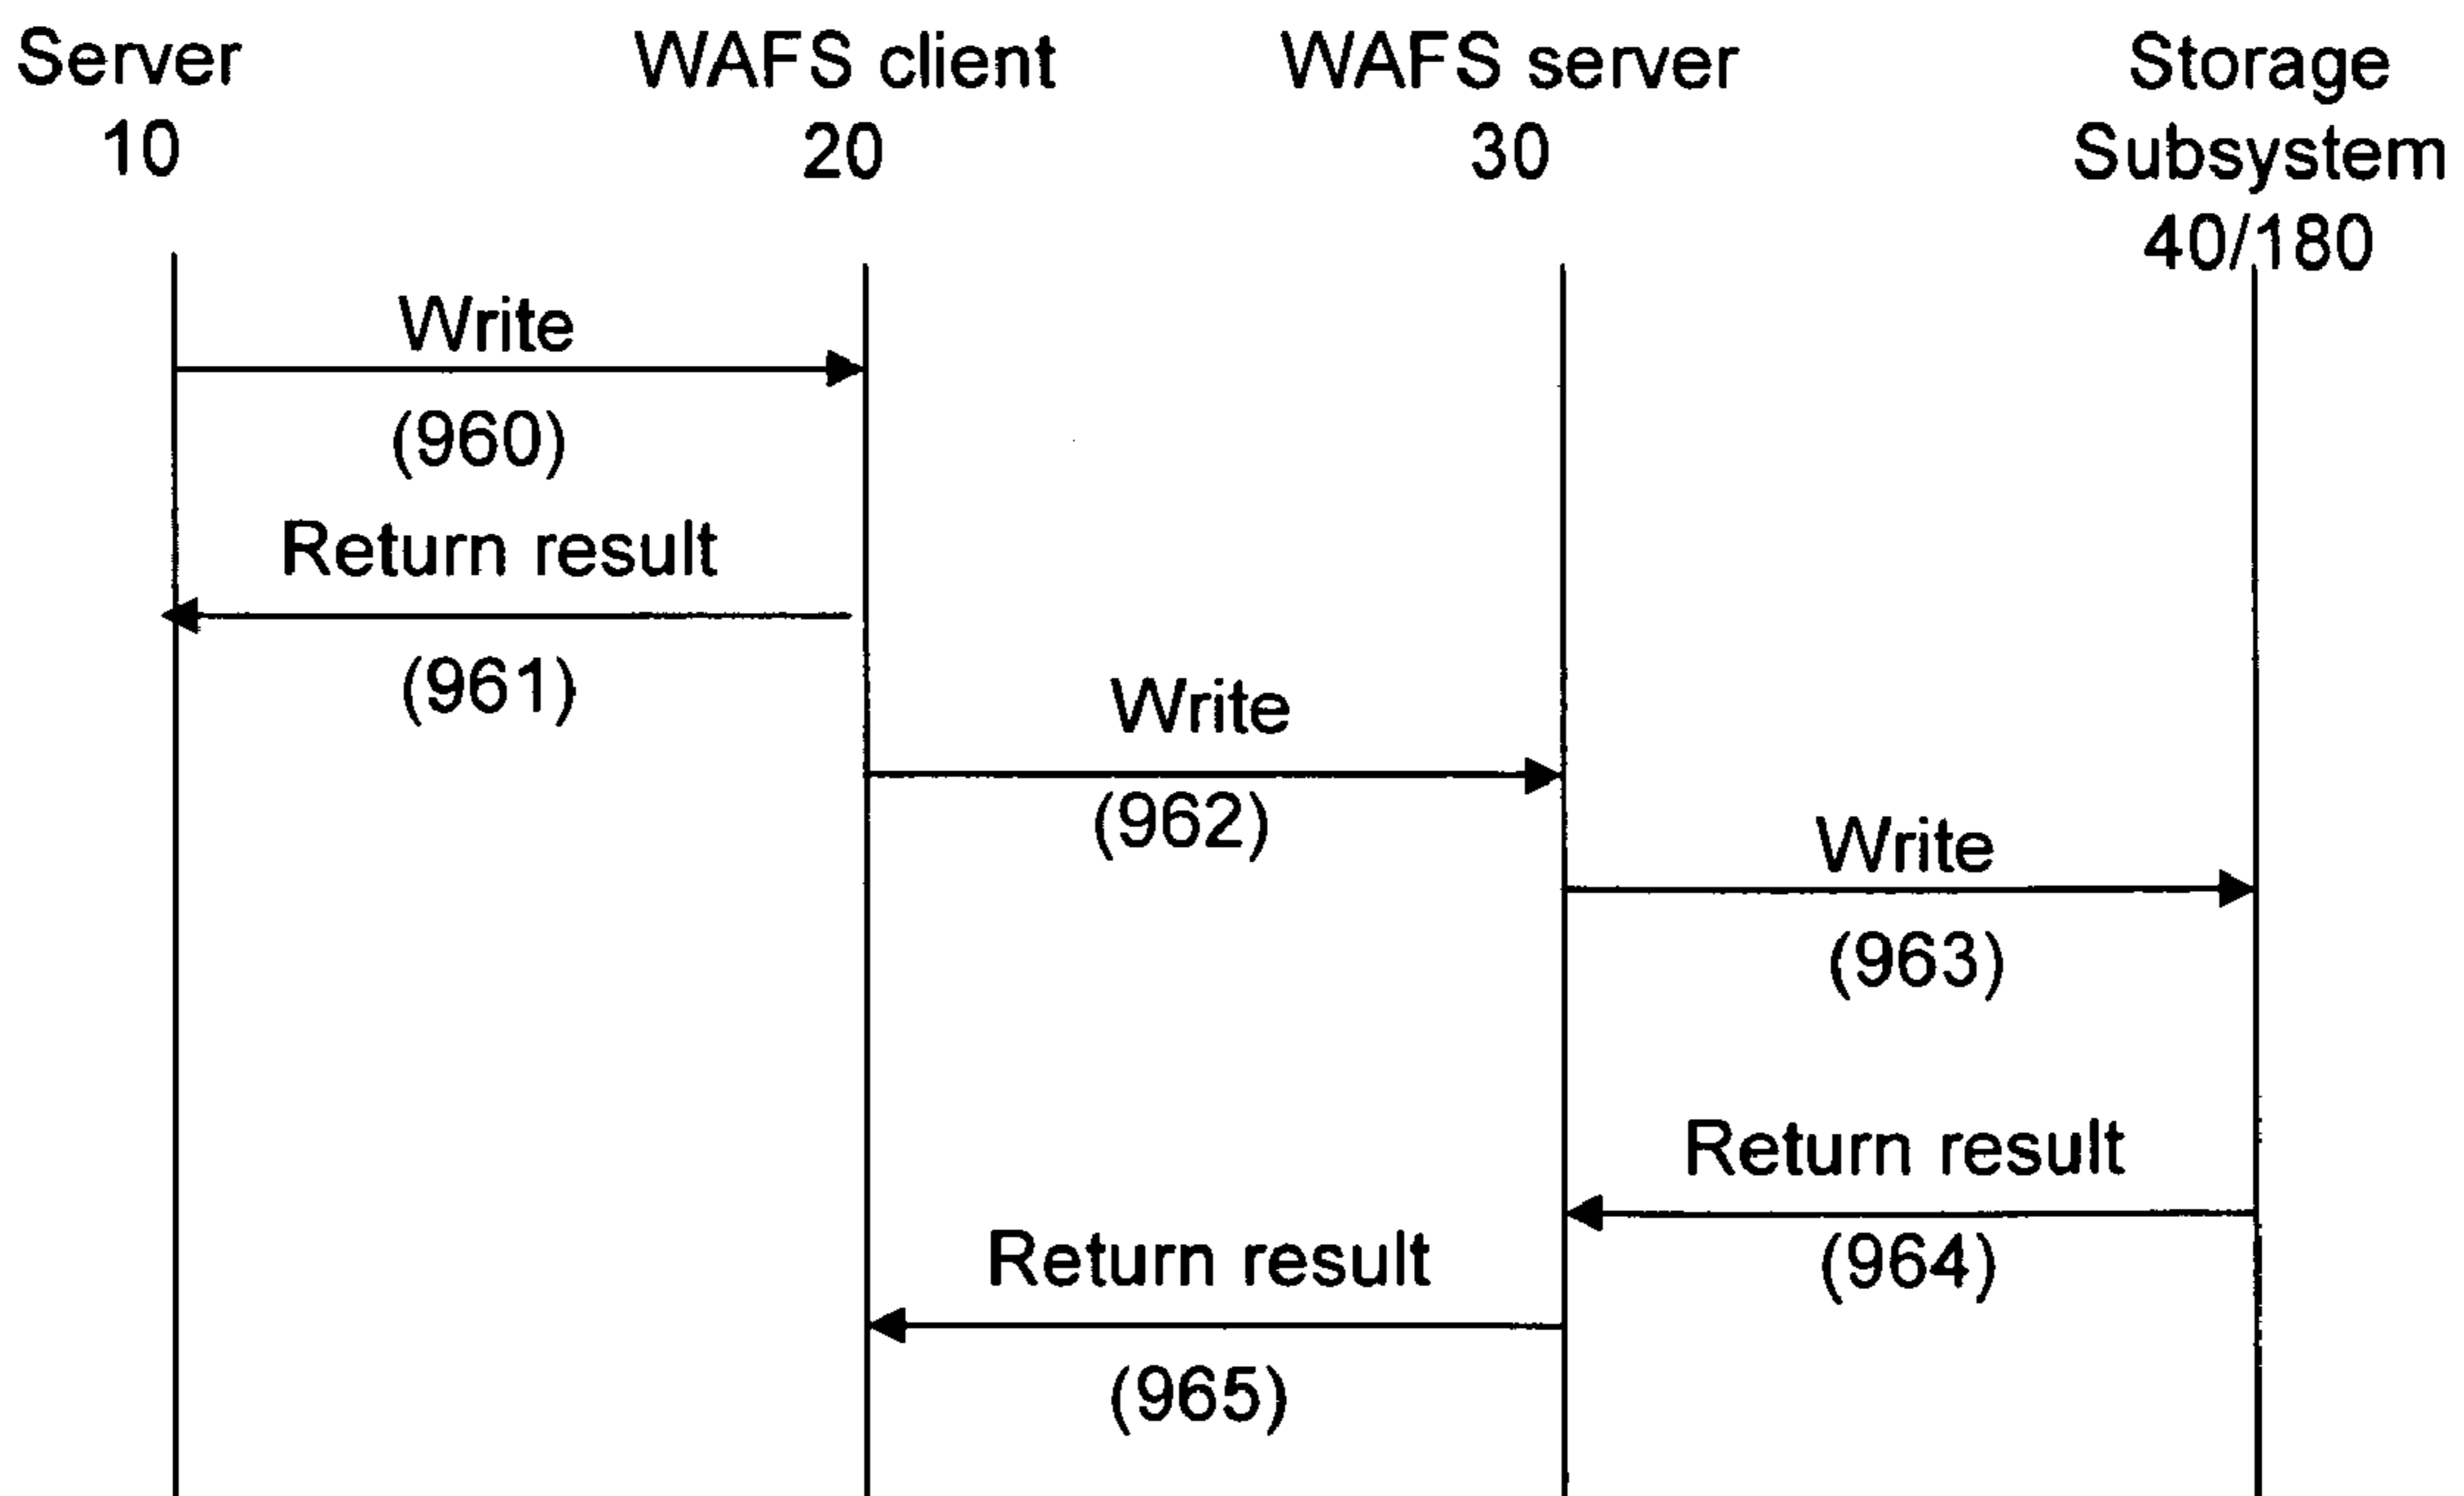 Server
10
WAFS client
20
WAFS server
30
Storage
Subsystem
40/180
Write
(960)
Return result
(961)
Write
(962)
Write
(963)
Return result
(964)
Return result
(965)